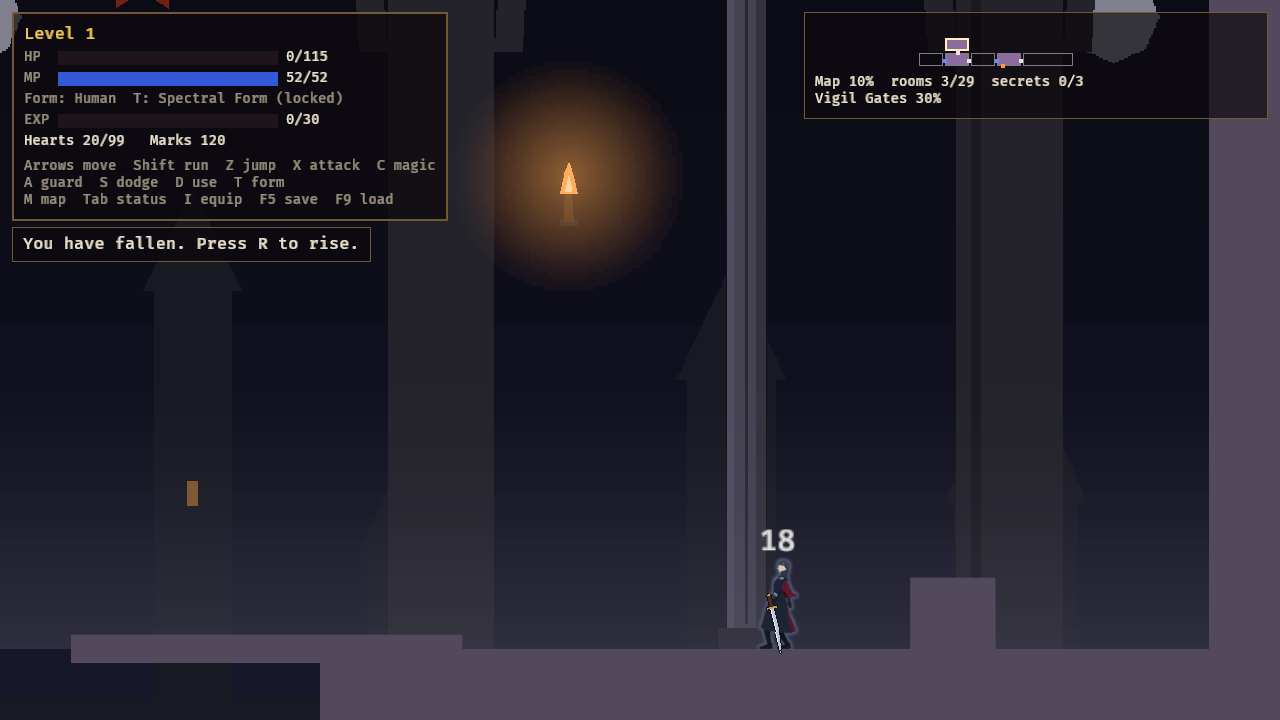 Level 1
HP 0/115
MP 52/52
Form: Human T: Spectral Form (locked)
EXP 0/30
Hearts 20/99 Marks 120
Arrows move Shift run Z jump X attack C magic
A guard S dodge D use T form
M map Tab status I equip F5 save F9 load
You have fallen. Press R to rise.
Map 10% rooms 3/29 secrets 0/3
Vigil Gates 30%
18